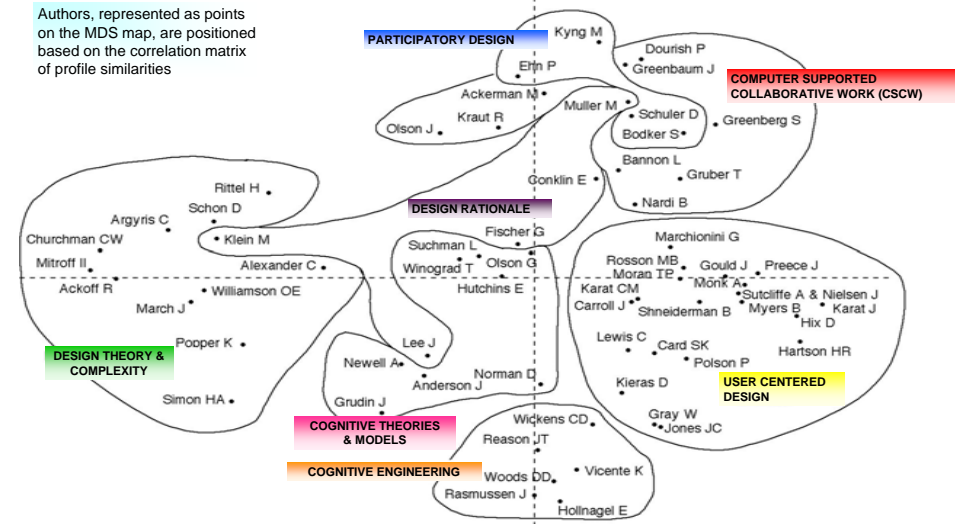 Authors, represented as points
on the MDS map, are positioned
based on the correlation matrix
of profile similarities
PARTICIPATORY DESIGN
Kyng M
Dourish P
Greenbaum J
Ehn P
COMPUTER SUPPORTED
COLLABORATIVE WORK (CSCW)
Ackerman M
Muller M
Olson J
Kraut R
Schuler D
Greenberg S
Bodker S
Bannon L
Gruber T
Conklin E
Nardi B
Rittel H
Schon D
DESIGN RATIONALE
Argyris C
Klein M
Fischer G
Churchman CW
Suchman L
Olson G
Marchionini G
Mitroff II
Alexander C
Winograd T
Rosson MB
Gould J
Preece J
Moran TP
Monk A
Ackoff R
Williamson OE
Hutchins E
Karat CM
Sutcliffe A & Nielsen J
March J
Carroll J
Shneiderman B
Myers B
Karat J
Hix D
Popper K
Lee J
Lewis C
Card SK
Hartson HR
DESIGN THEORY &
COMPLEXITY
Newell A
Polson P
Anderson J
Norman D
Kieras D
USER CENTERED
DESIGN
Simon HA
Grudin J
COGNITIVE THEORIES
& MODELS
Wickens CD
Gray W
Jones JC
Reason JT
COGNITIVE ENGINEERING
Woods DD
Vicente K
Rasmussen J
Hollnagel E